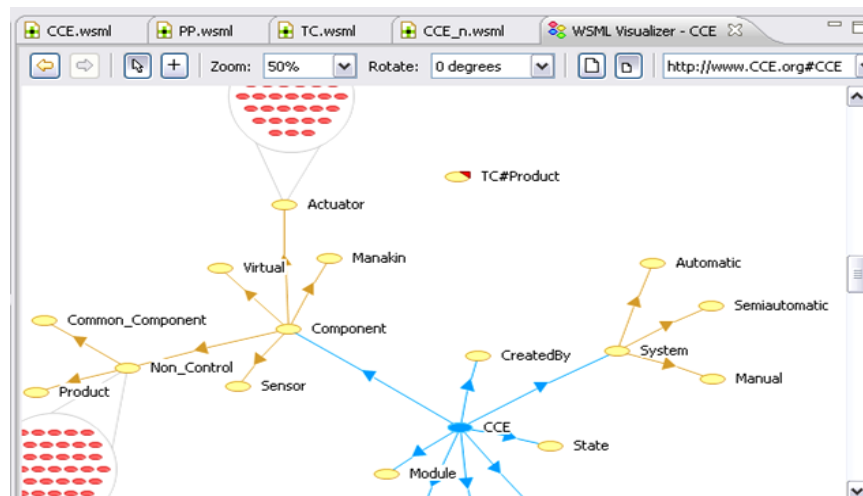 CCE.wsml PP.wsml TC.wsml CCE_n.wsml WSML Visualizer - CCE
Zoom: 50% Rotate: 0 degrees http://www.CCE.org#CCE
TC#Product
Actuator
Virtual
Manakin
Automatic
Semiautomatic
Common_Component
Component
CreatedBy
System
Non_Control
Manual
Product
Sensor
CCE
State
Module